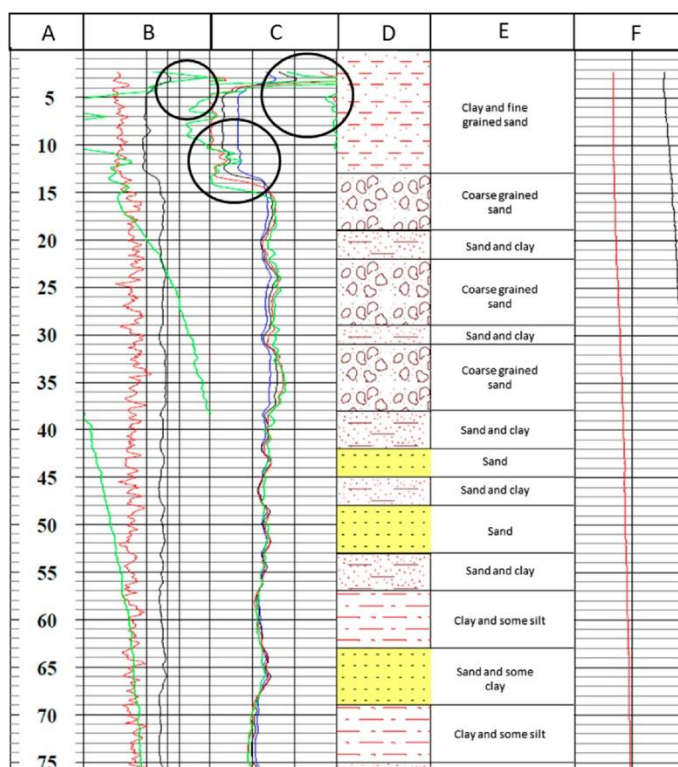 A B C D E F
5
Clay and fine
grained sand
10
15
Coarse grained
sand
20
Sand and clay
25
Coarse grained
sand
30
Sand and clay
35
Coarse grained
sand
40
Sand and clay
Sand
45
Sand and clay
50
Sand
55
Sand and clay
60
Clay and some silt
65
Sand and some
clay
70
Clay and some silt
75